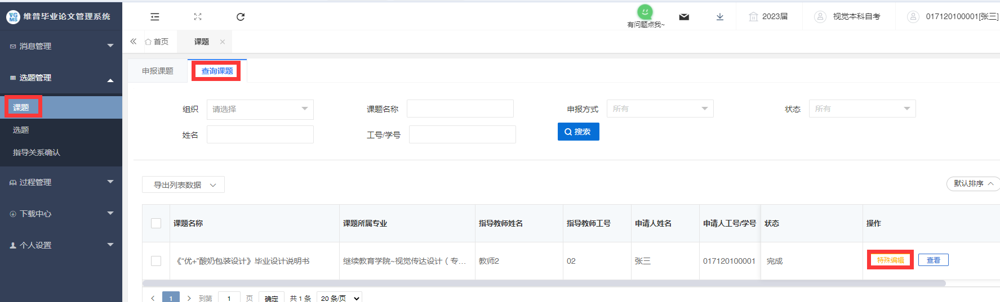 VG
MS
维普毕业论文管理系统
有问题点我~
2023届
视觉本科自考
017120100001[张三]
消息管理
选题管理
课题
选题
指导关系确认
过程管理
下载中心
个人设置
首页
课题
申报课题
查询课题
组织 请选择
课题名称
申报方式 所有
状态 所有
姓名
工号/学号
搜索
导出列表数据
默认排序
课题名称 课题所属专业 指导教师姓名 指导教师工号 申请人姓名 申请人工号/学号 状态 操作
《“优+”酸奶包装设计》毕业设计说明书 继续教育学院~视觉传达设计（专... 教师2 02 张三 017120100001 完成 特殊编辑 查看
1 到第 1 页 确定 共 1 条 20 条/页